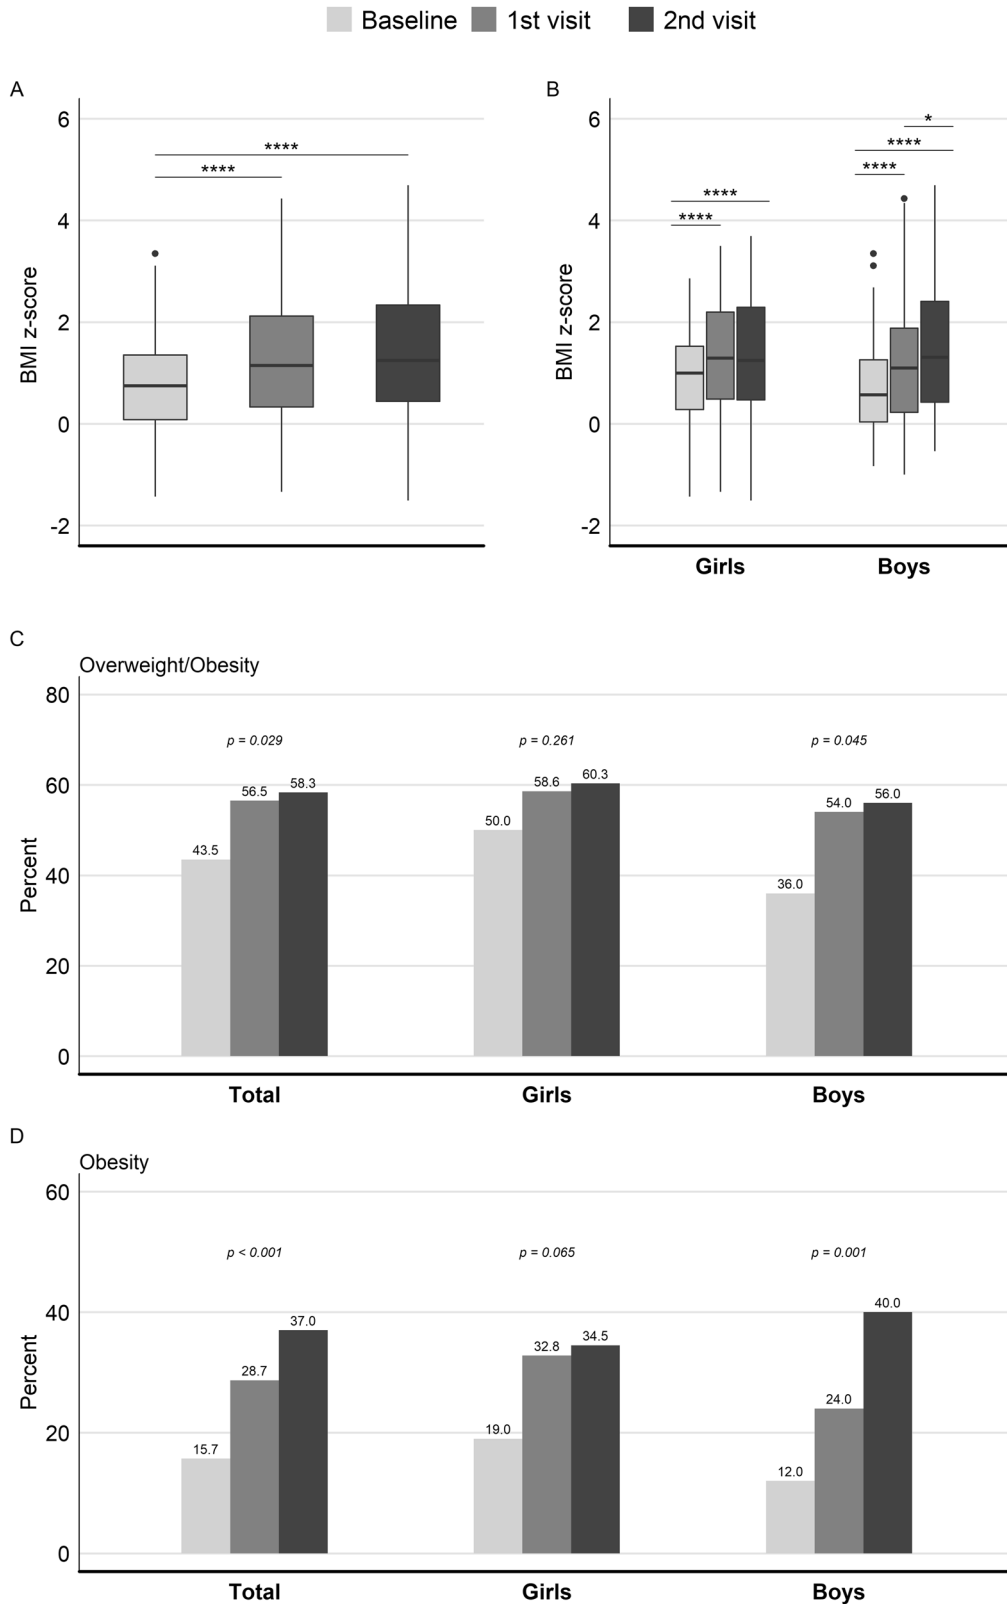 Baseline 1st visit 2nd visit
A
BMI z-score
6
4
2
0
-2
****
****
B
BMI z-score
6
4
2
0
-2
*
****
****
****
****
Girls Boys
C
Overweight/Obesity
Percent
80
60
40
20
0
p = 0.029 p = 0.261 p = 0.045
43.5 56.5 58.3 50.0 58.6 60.3 36.0 54.0 56.0
Total Girls Boys
D
Obesity
Percent
60
40
20
0
p < 0.001 p = 0.065 p = 0.001
15.7 28.7 37.0 19.0 32.8 34.5 12.0 24.0 40.0
Total Girls Boys